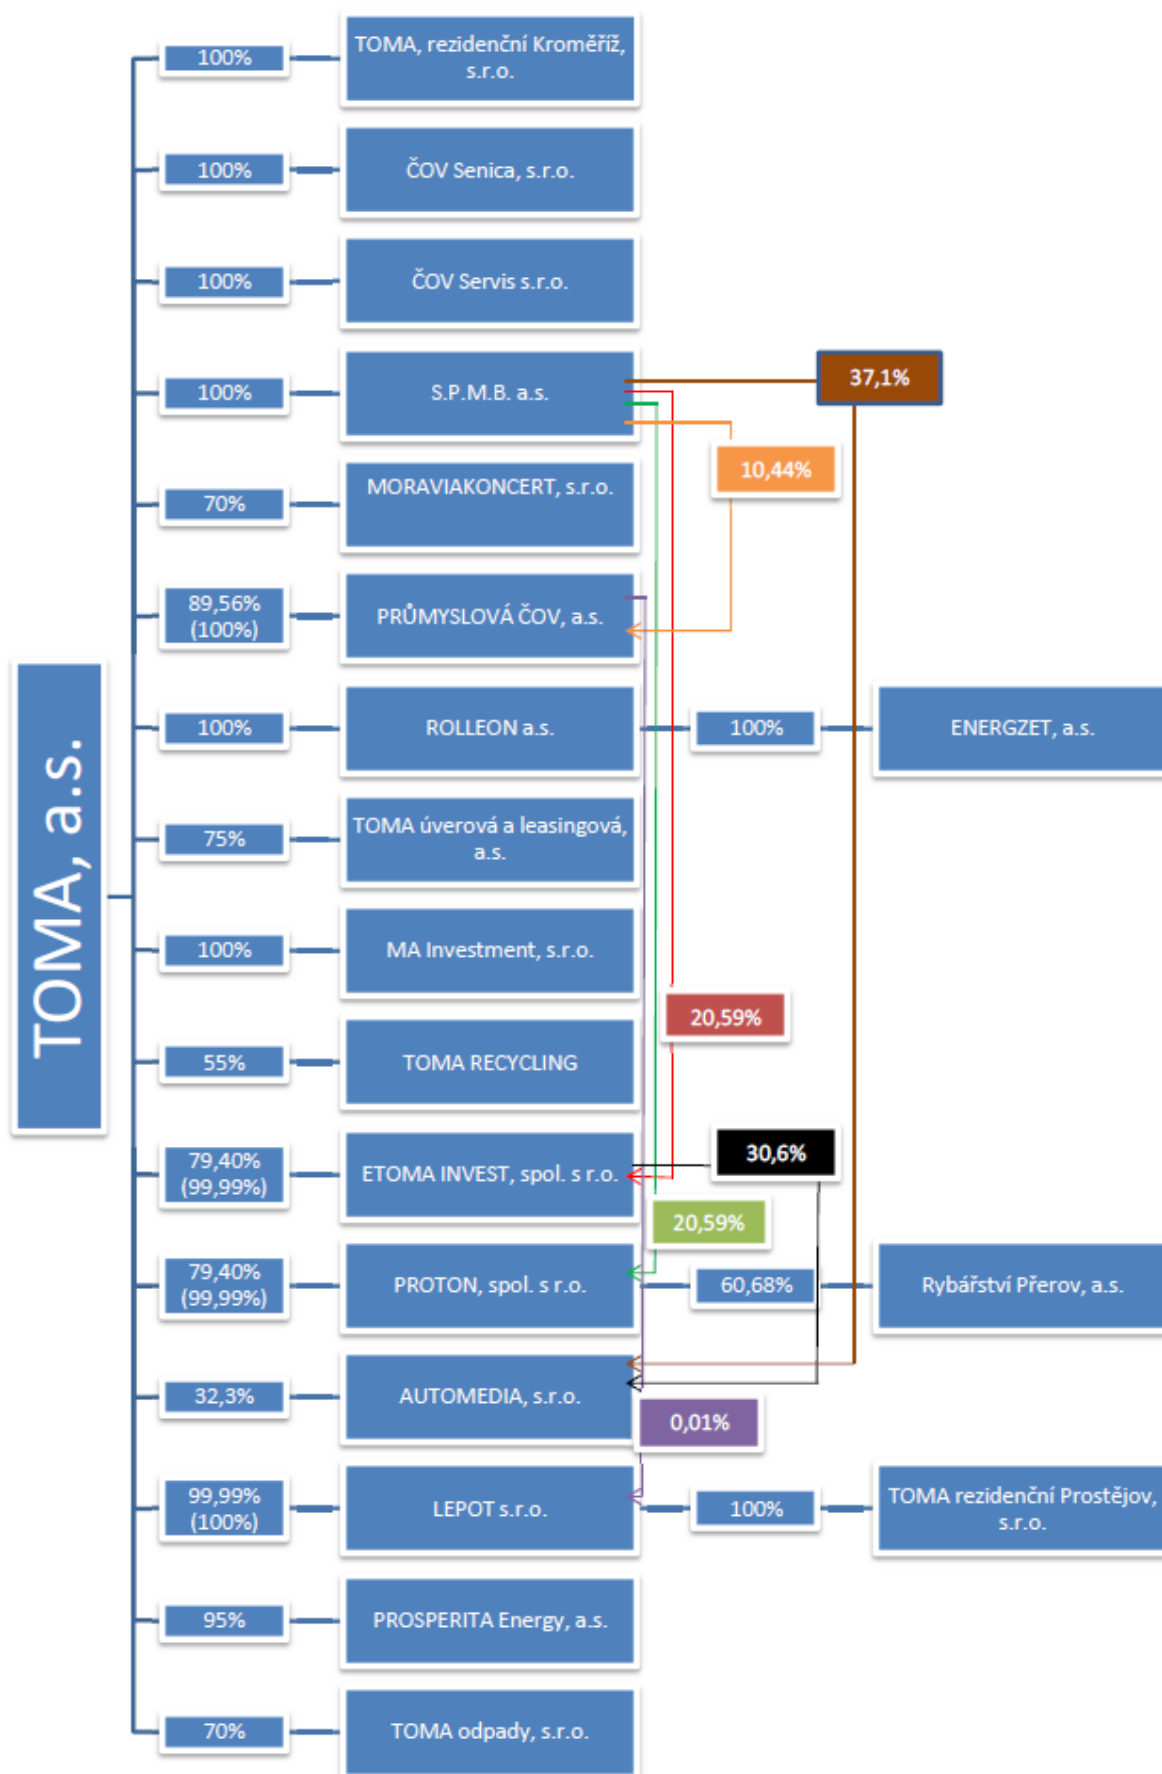 TOMA, a.s.
100%
TOMA, rezidenční Kroměříž,
s.r.o.
100%
ČOV Senica, s.r.o.
100%
ČOV Servis s.r.o.
100%
S.P.M.B. a.s.
37,1%
10,44%
70%
MORAVIAKONCERT, s.r.o.
89,56%
(100%)
PRŮMYSLOVÁ ČOV, a.s.
100%
ROLLEON a.s.
100%
ENERGZET, a.s.
75%
TOMA úverová a leasingová,
a.s.
100%
MA Investment, s.r.o.
20,59%
55%
TOMA RECYCLING
79,40%
(99,99%)
ETOMA INVEST, spol. s r.o.
30,6%
20,59%
79,40%
(99,99%)
PROTON, spol. s r.o.
60,68%
Rybářství Přerov, a.s.
32,3%
AUTOMEDIA, s.r.o.
0,01%
99,99%
(100%)
LEPOT s.r.o.
100%
TOMA rezidenční Prostějov,
s.r.o.
95%
PROSPERITA Energy, a.s.
70%
TOMA odpady, s.r.o.